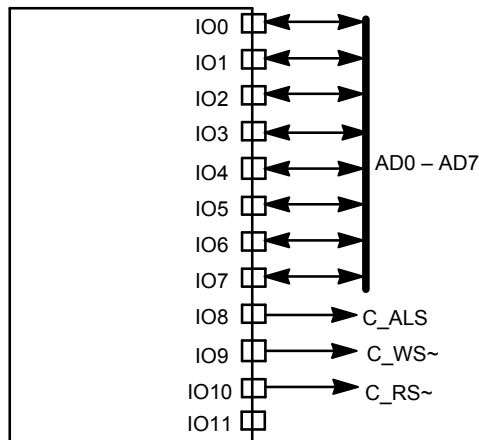 IO0
IO1
IO2
IO3
IO4
AD0 – AD7
IO5
IO6
IO7
IO8
C_ALS
IO9
C_WS~
IO10
C_RS~
IO11